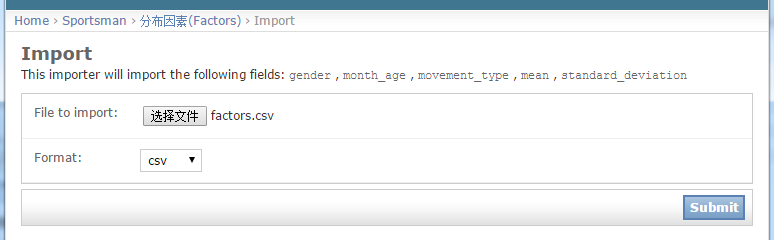 Home › Sportsman › 分布因素(Factors) › Import
Import
This importer will import the following fields: gender , month_age , movement_type , mean , standard_deviation
File to import: 选择文件 factors.csv
Format: csv
Submit